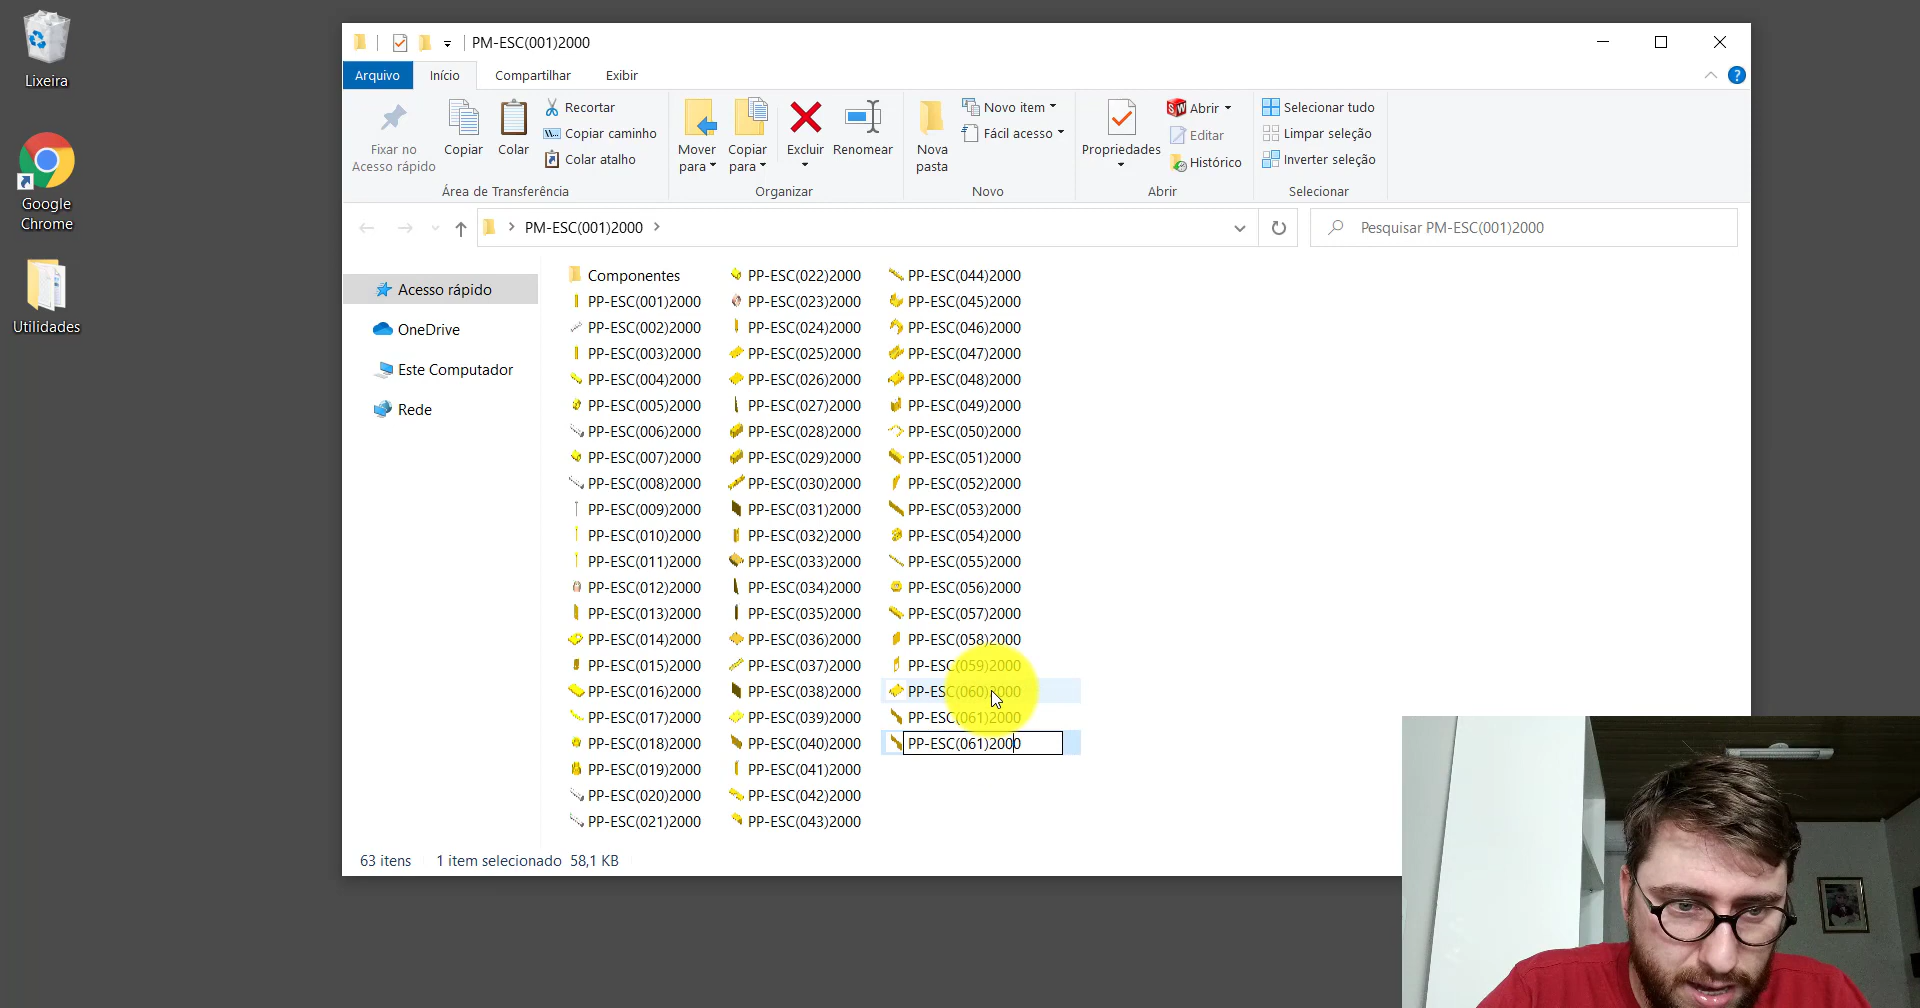 Lixeira
Google
Chrome
Utilidades
PM-ESC(001)2000
Arquivo Início Compartilhar Exibir
Fixar no
Acesso rápido
Copiar
Colar
Recortar
Copiar caminho
Colar atalho
Área de Transferência
Mover
para
Copiar
para
Excluir
Renomear
Organizar
Nova
pasta
Novo item
Fácil acesso
Novo
Propriedades
Abrir
Editar
Histórico
Abrir
Selecionar tudo
Limpar seleção
Inverter seleção
Selecionar
PM-ESC(001)2000
Pesquisar PM-ESC(001)2000
Acesso rápido
OneDrive
Este Computador
Rede
Componentes
PP-ESC(001)2000
PP-ESC(002)2000
PP-ESC(003)2000
PP-ESC(004)2000
PP-ESC(005)2000
PP-ESC(006)2000
PP-ESC(007)2000
PP-ESC(008)2000
PP-ESC(009)2000
PP-ESC(010)2000
PP-ESC(011)2000
PP-ESC(012)2000
PP-ESC(013)2000
PP-ESC(014)2000
PP-ESC(015)2000
PP-ESC(016)2000
PP-ESC(017)2000
PP-ESC(018)2000
PP-ESC(019)2000
PP-ESC(020)2000
PP-ESC(021)2000
PP-ESC(022)2000
PP-ESC(023)2000
PP-ESC(024)2000
PP-ESC(025)2000
PP-ESC(026)2000
PP-ESC(027)2000
PP-ESC(028)2000
PP-ESC(029)2000
PP-ESC(030)2000
PP-ESC(031)2000
PP-ESC(032)2000
PP-ESC(033)2000
PP-ESC(034)2000
PP-ESC(035)2000
PP-ESC(036)2000
PP-ESC(037)2000
PP-ESC(038)2000
PP-ESC(039)2000
PP-ESC(040)2000
PP-ESC(041)2000
PP-ESC(042)2000
PP-ESC(043)2000
PP-ESC(044)2000
PP-ESC(045)2000
PP-ESC(046)2000
PP-ESC(047)2000
PP-ESC(048)2000
PP-ESC(049)2000
PP-ESC(050)2000
PP-ESC(051)2000
PP-ESC(052)2000
PP-ESC(053)2000
PP-ESC(054)2000
PP-ESC(055)2000
PP-ESC(056)2000
PP-ESC(057)2000
PP-ESC(058)2000
PP-ESC(059)2000
PP-ESC(060)2000
PP-ESC(061)2000
PP-ESC(061)2000
63 itens 1 item selecionado 58,1 KB